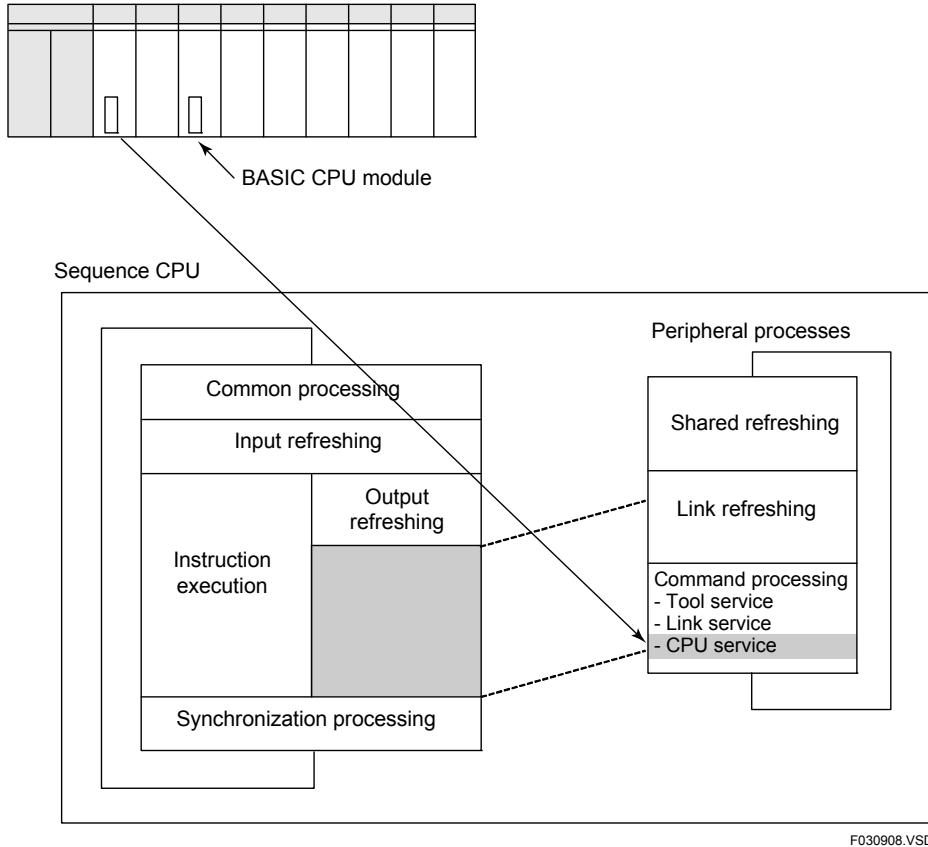 BASIC CPU module
Sequence CPU
Peripheral processes
Common processing
Input refreshing
Output
refreshing
Instruction
execution
Synchronization processing
Shared refreshing
Link refreshing
Command processing
- Tool service
- Link service
- CPU service
F030908.VSD